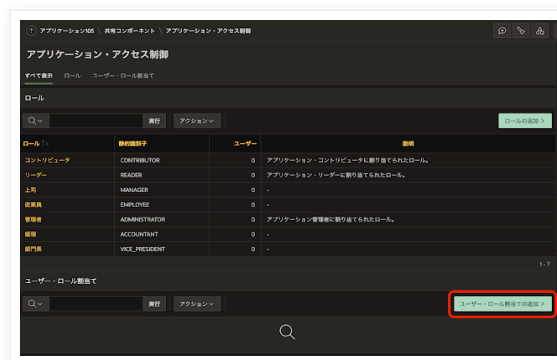 アプリケーション105 \ 共有コンポーネント \ アプリケーション・アクセス制御
アプリケーション・アクセス制御
すべて表示 ロール ユーザー・ロール割当て
ロール
実行 アクション ロールの追加 >
ロール 静的識別子 ユーザー 説明
コントリビュータ CONTRIBUTOR 0 アプリケーション・コントリビュータに割り当てられたロール。
リーダー READER 0 アプリケーション・リーダーに割り当てられたロール。
上司 MANAGER 0 -
従業員 EMPLOYEE 0 -
管理者 ADMINISTRATOR 0 アプリケーション管理者に割り当てられたロール。
経理 ACCOUNTANT 0 -
部門長 VICE_PRESIDENT 0 -
1 - 7
ユーザー・ロール割当て
実行 アクション ユーザー・ロール割当ての追加 >